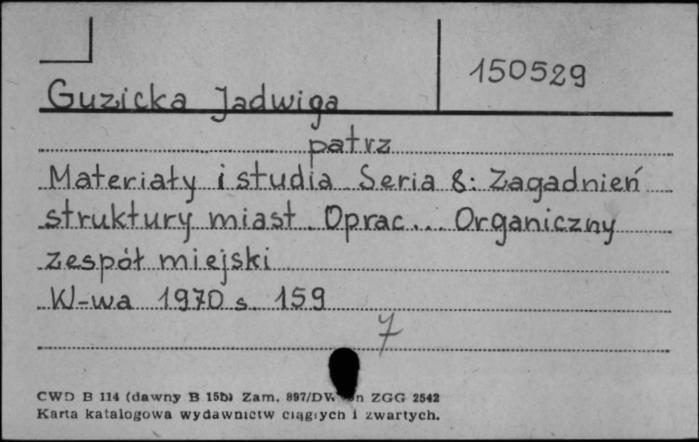 150529
Guzicka Jadwiga
patrz
Materiały i studia Seria 8: Zagadnień
struktury miast. Oprac... Organiczny
zespół miejski
W-wa 1970 s. 159
7
CWD B 114 (dawny B 15b) Zam. 897/DW. n ZGG 2542
Karta katalogowa wydawnictw ciągłych i zwartych.